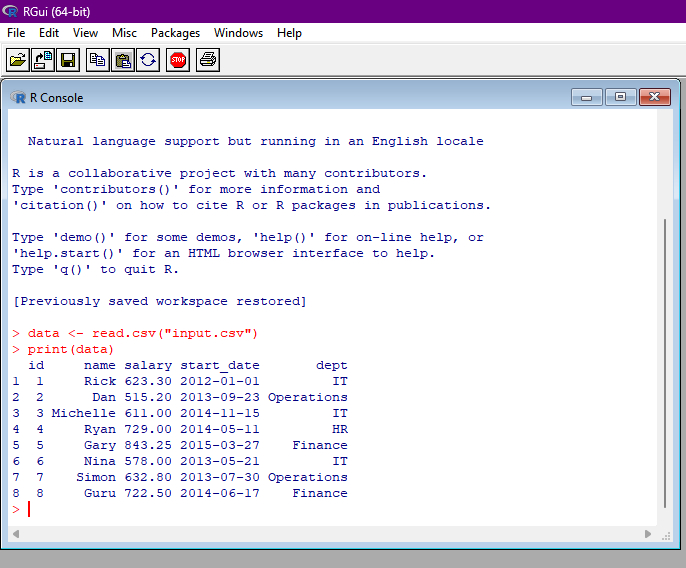 RGui (64-bit)
File Edit View Misc Packages Windows Help
STOP
R Console
Natural language support but running in an English locale
R is a collaborative project with many contributors.
Type 'contributors()' for more information and
'citation()' on how to cite R or R packages in publications.
Type 'demo()' for some demos, 'help()' for on-line help, or
'help.start()' for an HTML browser interface to help.
Type 'q()' to quit R.
[Previously saved workspace restored]
> data <- read.csv("input.csv")
> print(data)
  id     name salary start_date       dept
1  1     Rick 623.30 2012-01-01         IT
2  2      Dan 515.20 2013-09-23 Operations
3  3 Michelle 611.00 2014-11-15         IT
4  4     Ryan 729.00 2014-05-11         HR
5  5     Gary 843.25 2015-03-27    Finance
6  6     Nina 578.00 2013-05-21         IT
7  7    Simon 632.80 2013-07-30 Operations
8  8     Guru 722.50 2014-06-17    Finance
>